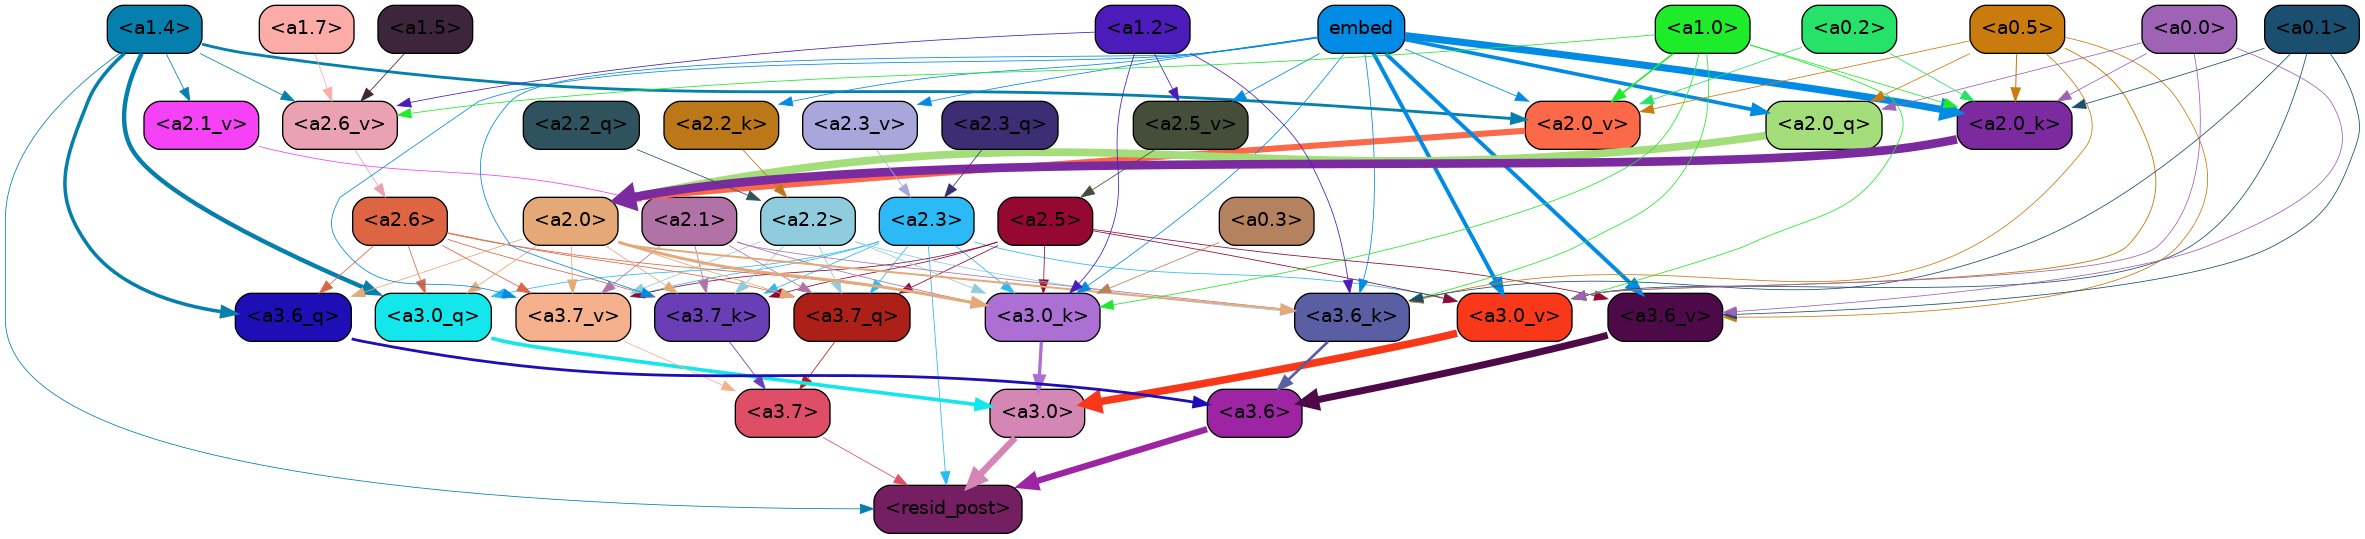 <a1.4> <a1.7> <a1.5> <a1.2> embed <a1.0> <a0.2> <a0.5> <a0.0> <a0.1>
<a2.1_v> <a2.6_v> <a2.2_q> <a2.2_k> <a2.3_v> <a2.3_q> <a2.5_v> <a2.0_v> <a2.0_q> <a2.0_k>
<a2.6> <a2.0> <a2.1> <a2.2> <a2.3> <a2.5> <a0.3>
<a3.6_q> <a3.0_q> <a3.7_v> <a3.7_k> <a3.7_q> <a3.0_k> <a3.6_k> <a3.0_v> <a3.6_v>
<a3.7> <a3.0> <a3.6>
<resid_post>